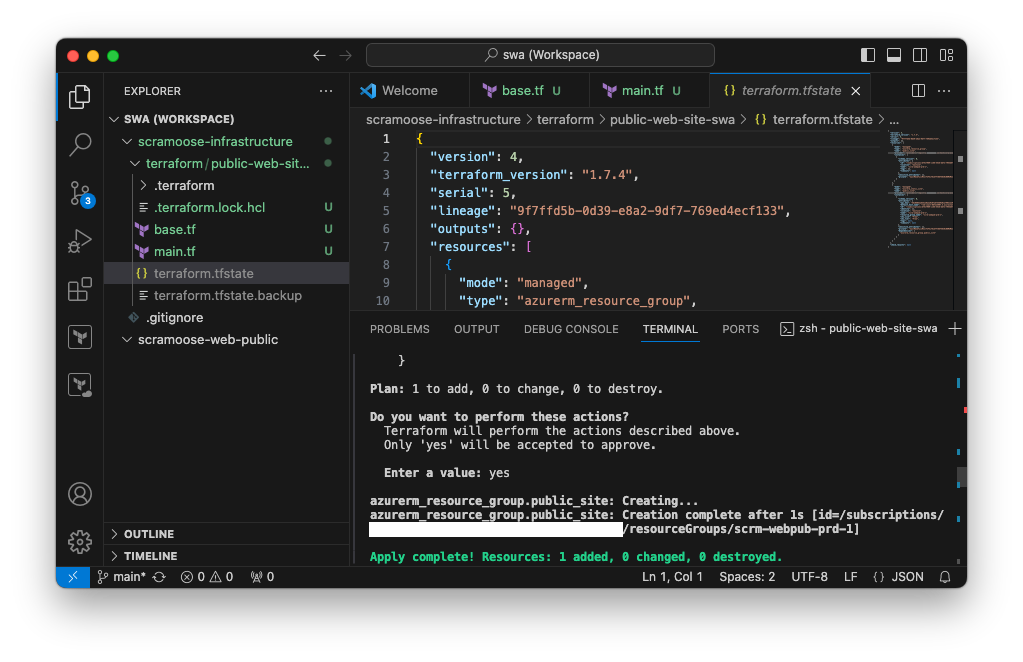 swa (Workspace)
EXPLORER
SWA (WORKSPACE)
scramoose-infrastructure
terraform/public-web-sit...
.terraform
.terraform.lock.hcl U
base.tf U
main.tf U
{} terraform.tfstate
terraform.tfstate.backup
.gitignore
scramoose-web-public
3
OUTLINE
TIMELINE
Welcome
base.tf U
main.tf U
{} terraform.tfstate
scramoose-infrastructure > terraform > public-web-site-swa > {} terraform.tfstate > ...
1 {
2 "version": 4,
3 "terraform_version": "1.7.4",
4 "serial": 5,
5 "lineage": "9f7ffd5b-0d39-e8a2-9df7-769ed4ecf133",
6 "outputs": {},
7 "resources": [
8 {
9 "mode": "managed",
10 "type": "azurerm_resource_group",
PROBLEMS OUTPUT DEBUG CONSOLE TERMINAL PORTS zsh - public-web-site-swa
}
Plan: 1 to add, 0 to change, 0 to destroy.
Do you want to perform these actions?
Terraform will perform the actions described above.
Only 'yes' will be accepted to approve.
Enter a value: yes
azurerm_resource_group.public_site: Creating...
azurerm_resource_group.public_site: Creation complete after 1s [id=/subscriptions/
/resourceGroups/scrm-webpub-prd-1]
Apply complete! Resources: 1 added, 0 changed, 0 destroyed.
main* 0 0 0 Ln 1, Col 1 Spaces: 2 UTF-8 LF {} JSON